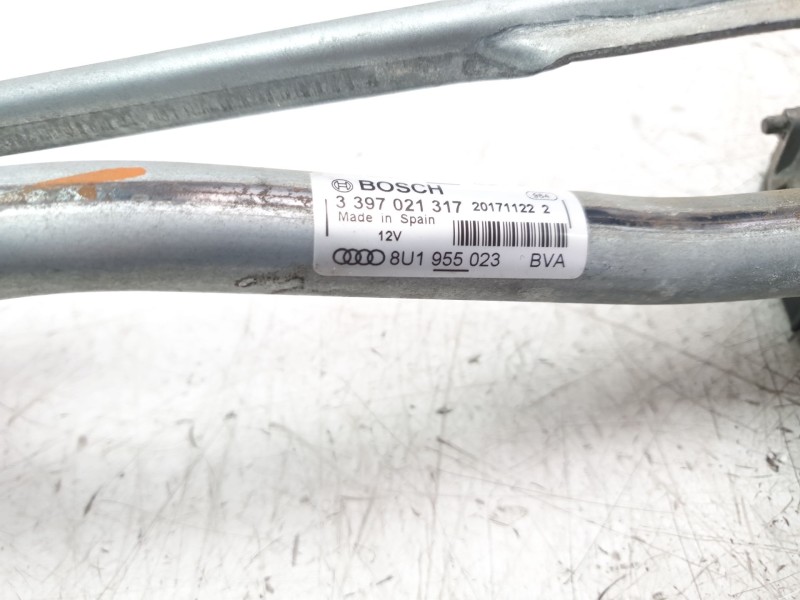 BOSCH
3 397 021 317 20171122 2
Made in Spain
12V
8U1 955 023 BVA